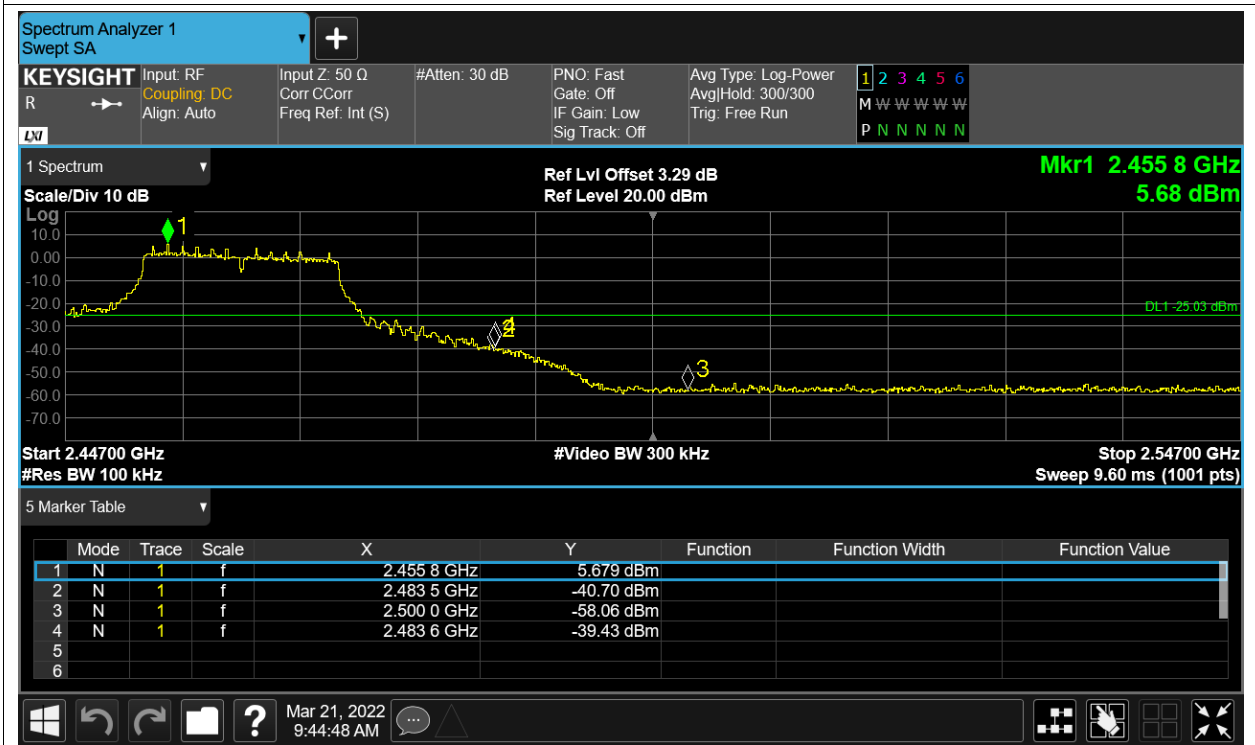 Spectrum Analyzer 1
Swept SA
KEYSIGHT Input: RF Input Z: 50 Ω #Atten: 30 dB PNO: Fast Avg Type: Log-Power 1 2 3 4 5 6
R Coupling: DC Corr CCorr Gate: Off Avg|Hold: 300/300 M W W W W W
Align: Auto Freq Ref: Int (S) IF Gain: Low Trig: Free Run
LXI Sig Track: Off P N N N N N
1 Spectrum Ref Lvl Offset 3.29 dB Mkr1 2.455 8 GHz
Scale/Div 10 dB Ref Level 20.00 dBm 5.68 dBm
Log
1
10.0
0.00
-10.0
-20.0
DL1 -25.03 dBm
-30.0
-40.0
-50.0
3
-60.0
-70.0
Start 2.44700 GHz #Video BW 300 kHz Stop 2.54700 GHz
#Res BW 100 kHz Sweep 9.60 ms (1001 pts)
5 Marker Table
Mode Trace Scale X Y Function Function Width Function Value
1 N 1 f 2.455 8 GHz 5.679 dBm
2 N 1 f 2.483 5 GHz -40.70 dBm
3 N 1 f 2.500 0 GHz -58.06 dBm
4 N 1 f 2.483 6 GHz -39.43 dBm
5
6
? Mar 21, 2022
9:44:48 AM